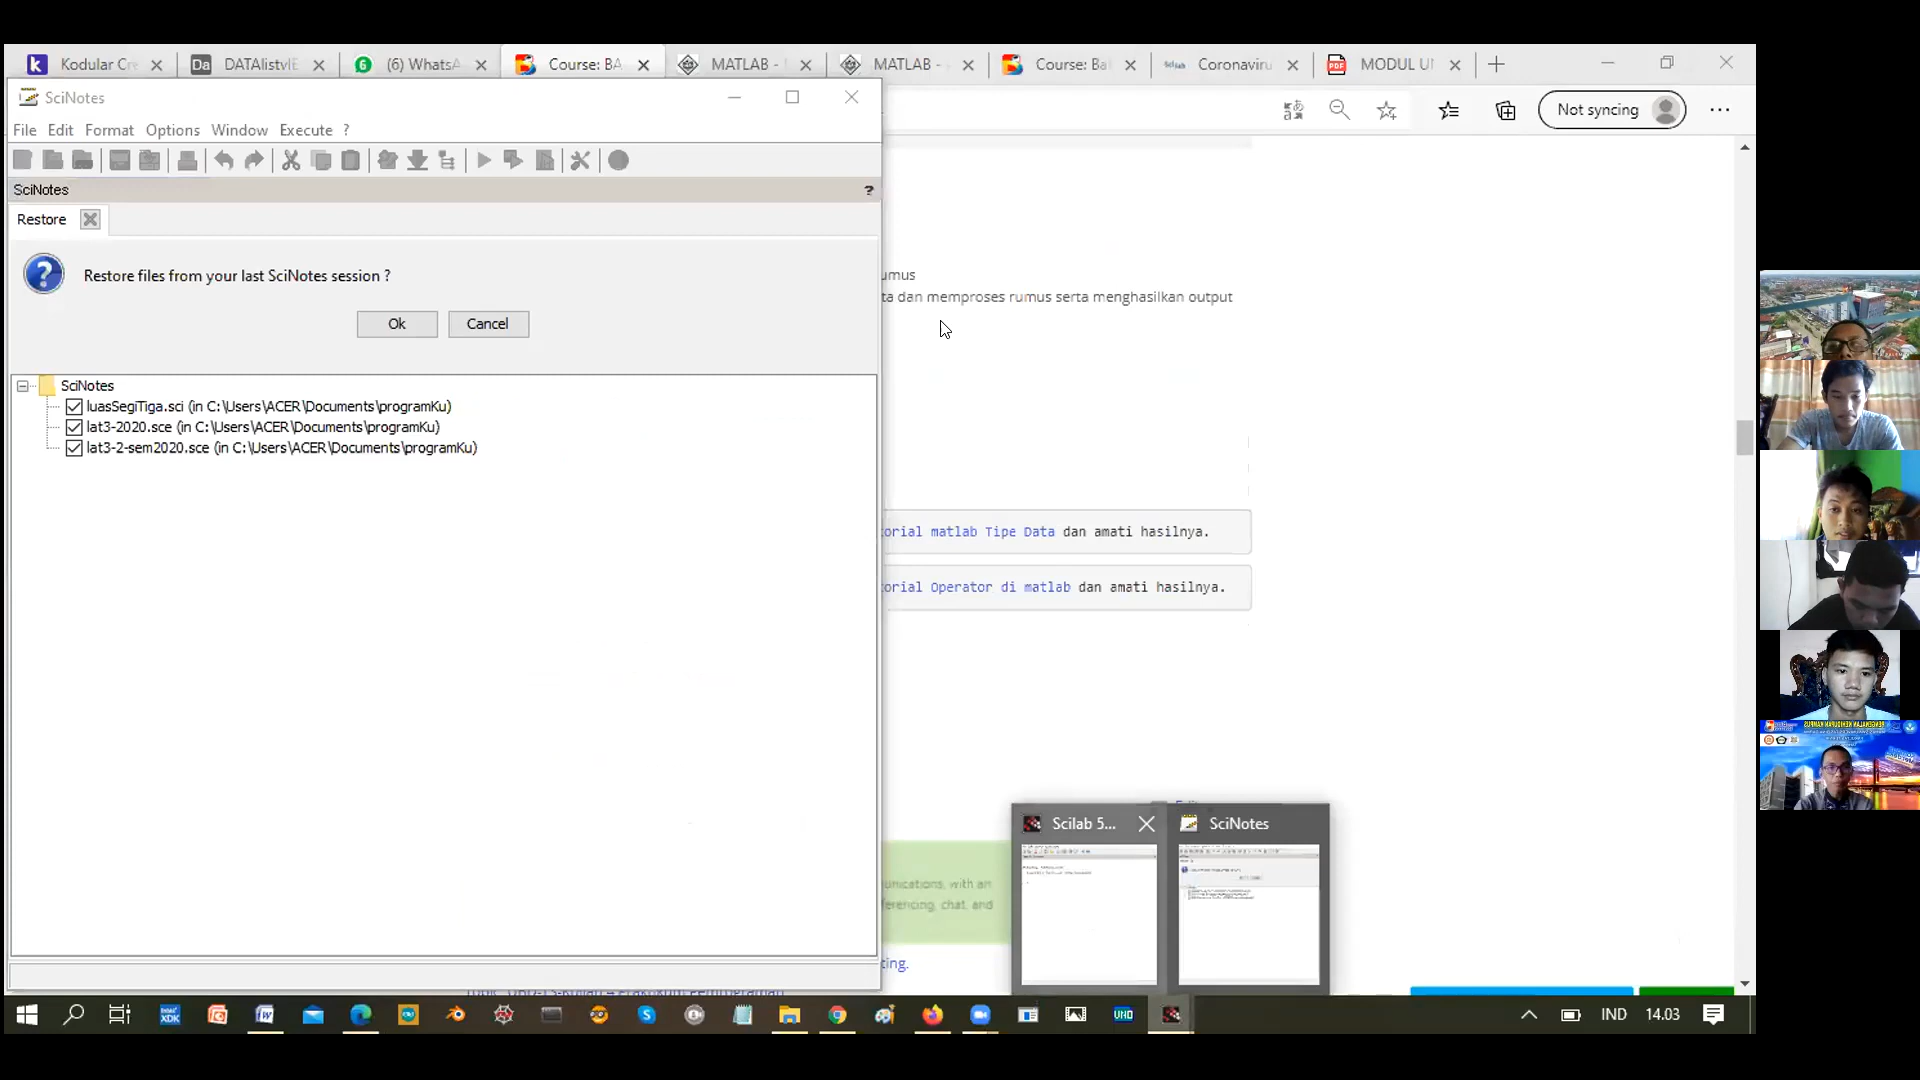 Kodular Cre
DATAlistvIE
(6) WhatsA
Course: BA
MATLAB -
MATLAB -
Course: Bal
Coronaviru
MODUL U
SciNotes
Not syncing
File Edit Format Options Window Execute ?
SciNotes ?
Restore
Restore files from your last SciNotes session ?
Ok Cancel
SciNotes
luasSegiTiga.sci (in C:\Users\ACER\Documents\programKu)
lat3-2020.sce (in C:\Users\ACER\Documents\programKu)
lat3-2-sem2020.sce (in C:\Users\ACER\Documents\programKu)
umus
ta dan memproses rumus serta menghasilkan output
orial matlab Tipe Data dan amati hasilnya.
orial Operator di matlab dan amati hasilnya.
Scilab 5...
SciNotes
unications, with an
ferencing, chat, and
ting.
IND 14.03